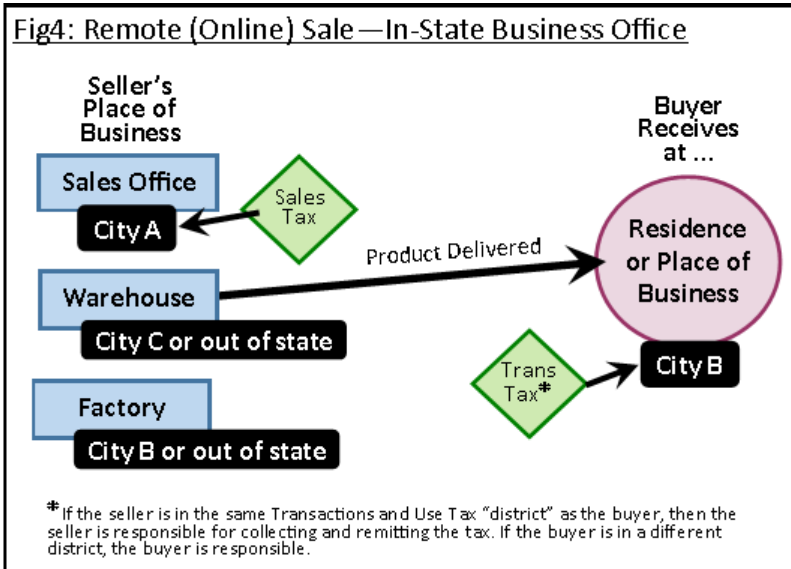 Fig4: Remote (Online) Sale—In-State Business Office
Seller's
Place of
Business
Sales Office
City A
Sales
Tax
Warehouse
City C or out of state
Factory
City B or out of state
Product Delivered
Buyer
Receives
at ...
Residence
or Place of
Business
City B
Trans
Tax*
* If the seller is in the same Transactions and Use Tax “district” as the buyer, then the
seller is responsible for collecting and remitting the tax. If the buyer is in a different
district, the buyer is responsible.